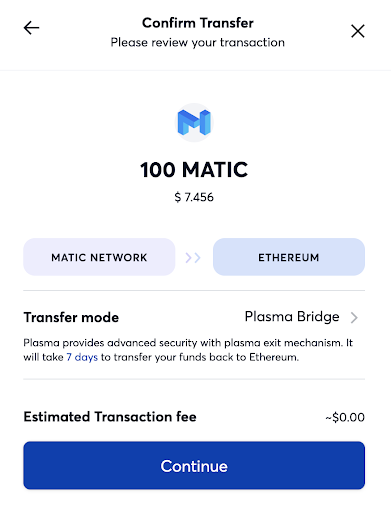 Confirm Transfer
Please review your transaction
100 MATIC
$ 7.456
MATIC NETWORK
ETHEREUM
Transfer mode
Plasma Bridge
Plasma provides advanced security with plasma exit mechanism. It
will take 7 days to transfer your funds back to Ethereum.
Estimated Transaction fee
~$0.00
Continue